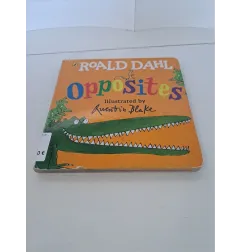 ROALD DAHL
Opposites
Illustrated by
Quentin Blake